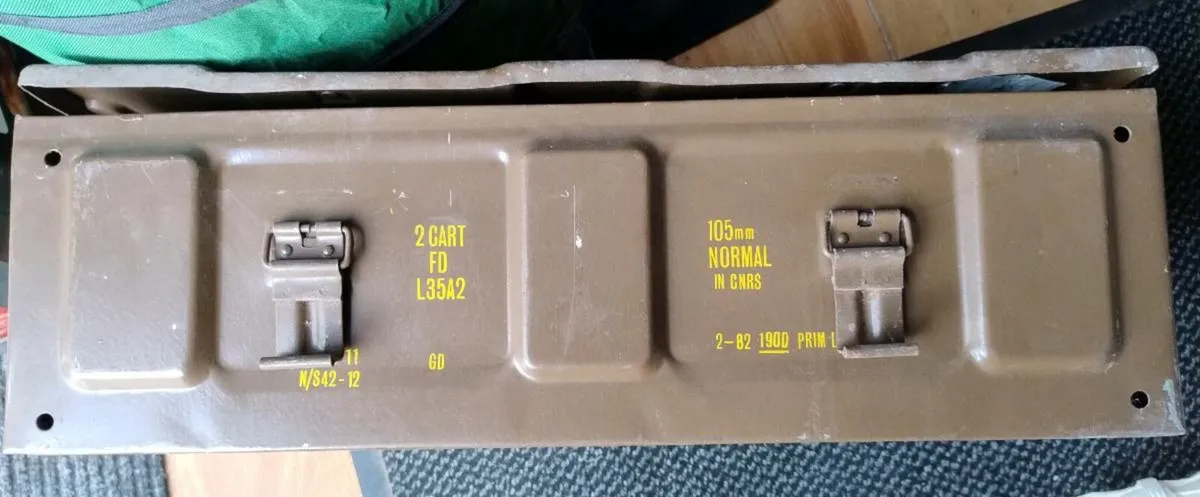 2 CART
FD
L35A2
105mm
NORMAL
IN CNRS
2-82 190D PRIM L
11
N/S42-12
GD